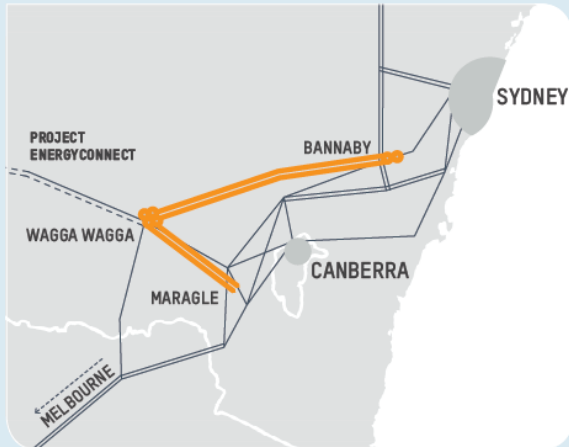 SYDNEY
PROJECT
ENERGYCONNECT
BANNABY
WAGGA WAGGA
CANBERRA
MARAGLE
MELBOURNE